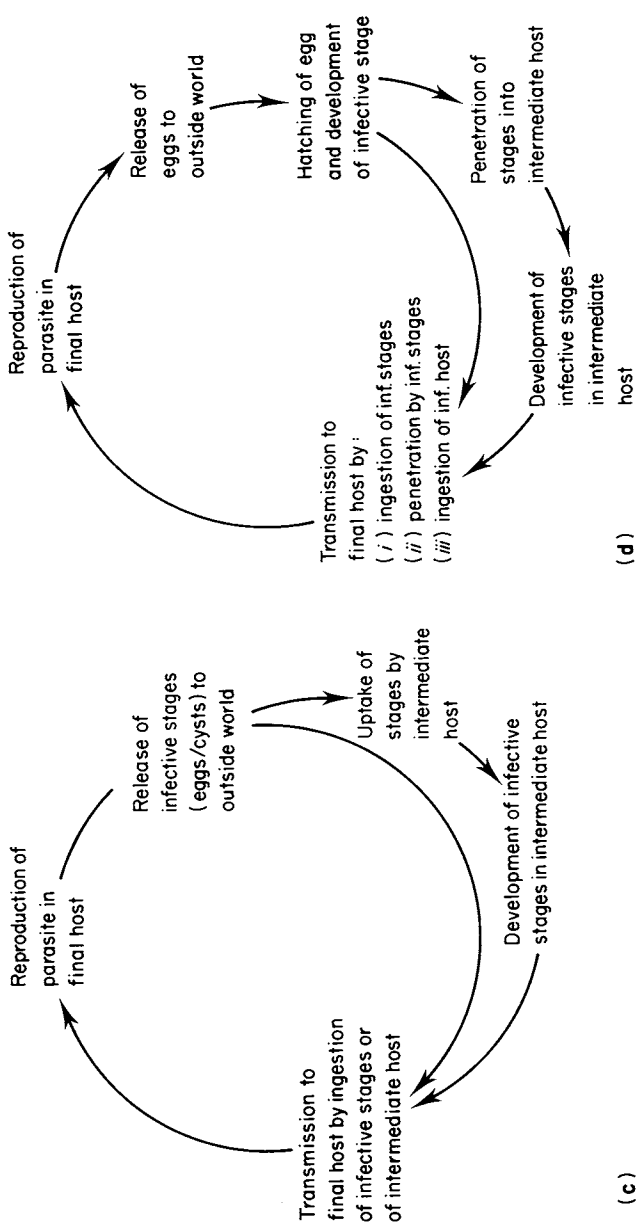 Reproduction of
parasite in
final host
Release of
infective stages
(eggs/cysts) to
outside world
Uptake of
stages by
intermediate
host
Development of infective
stages in intermediate host
Transmission to
final host by ingestion
of infective stages or
of intermediate host
(c)
Reproduction of
parasite in
final host
Release of
eggs to
outside world
Hatching of egg
and development
of infective stage
Penetration of
stages into
intermediate host
Development of
infective stages
in intermediate
host
Transmission to
final host by:
(i) ingestion of inf. stages
(ii) penetration by inf. stages
(iii) ingestion of inf. host
(d)